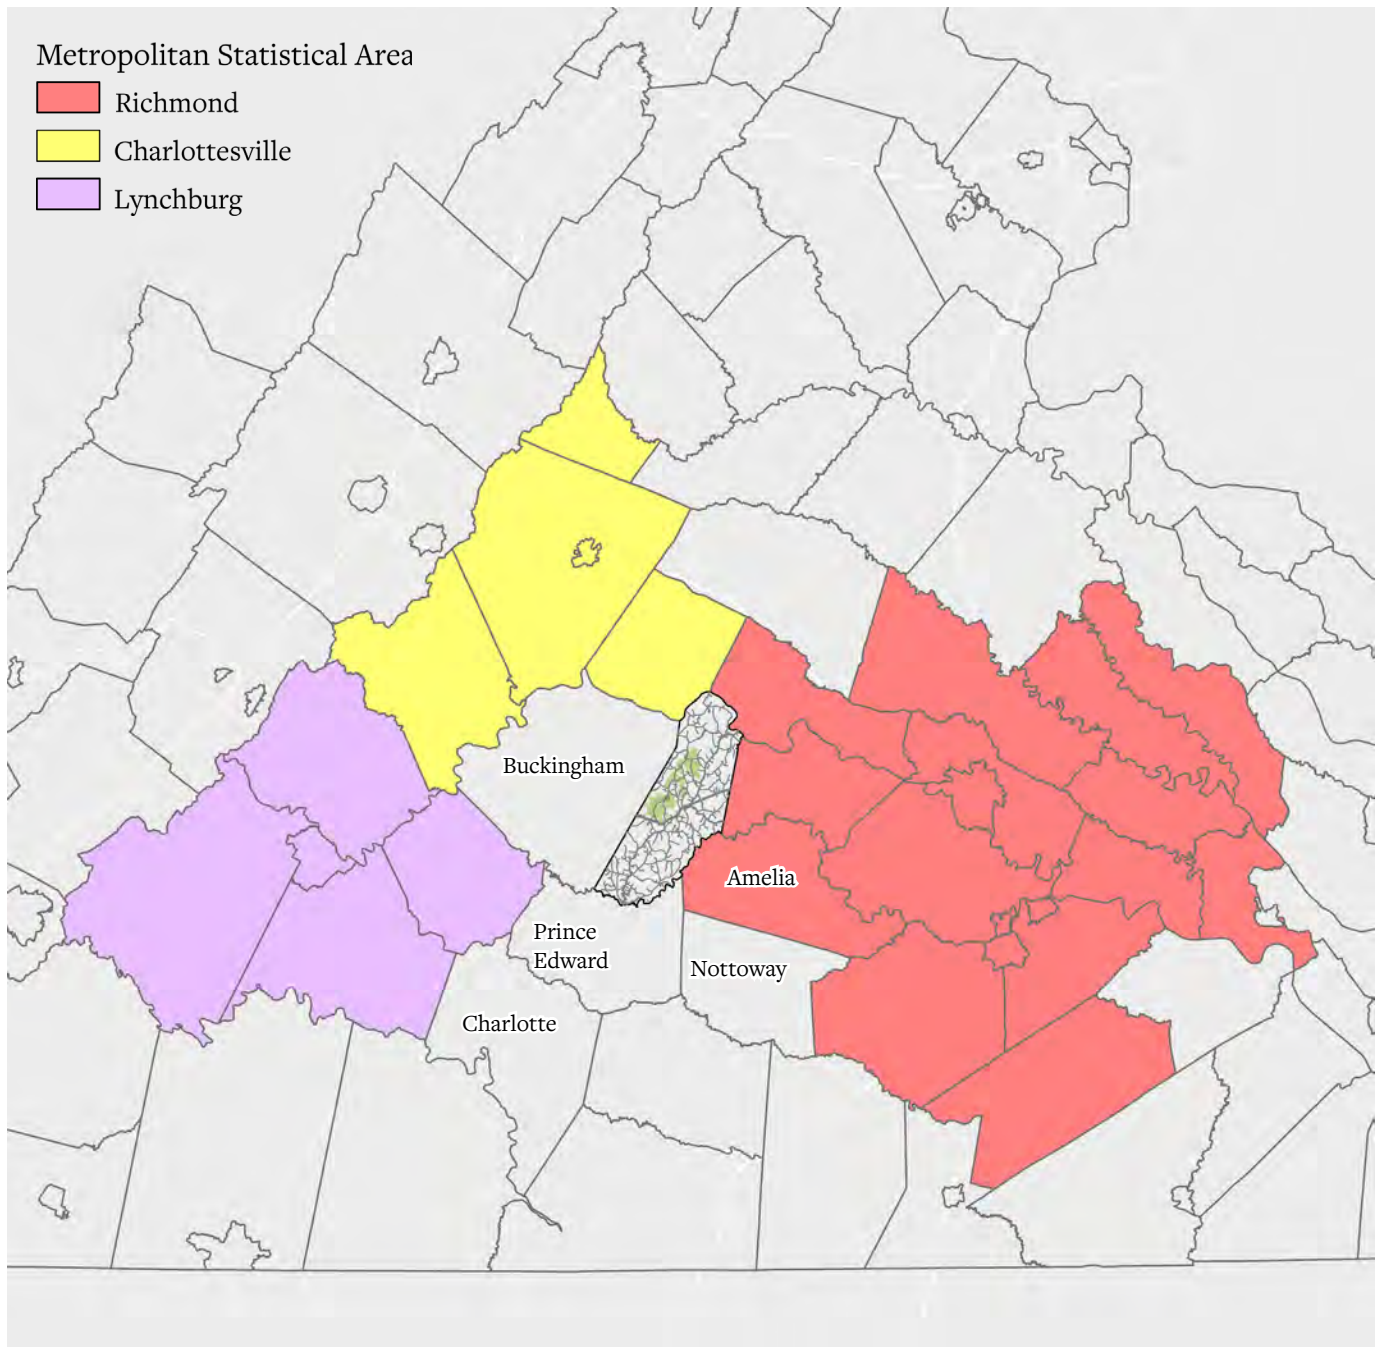 Metropolitan Statistical Area
Richmond
Charlottesville
Lynchburg
Buckingham
Amelia
Prince
Edward
Nottoway
Charlotte